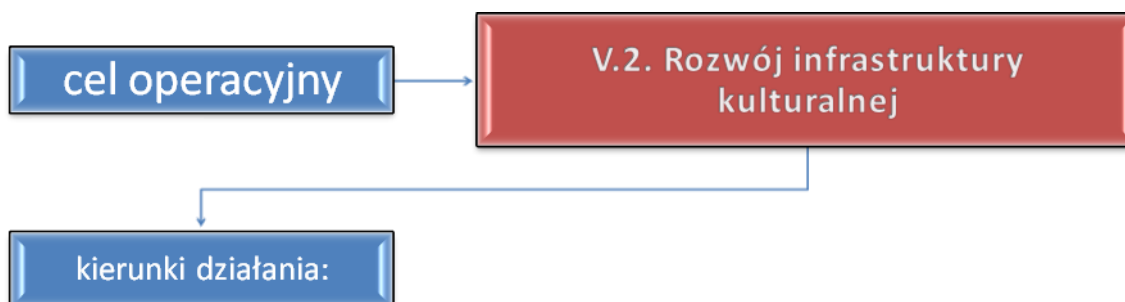 cel operacyjny
V.2. Rozwój infrastruktury
kulturalnej
kierunki działania: